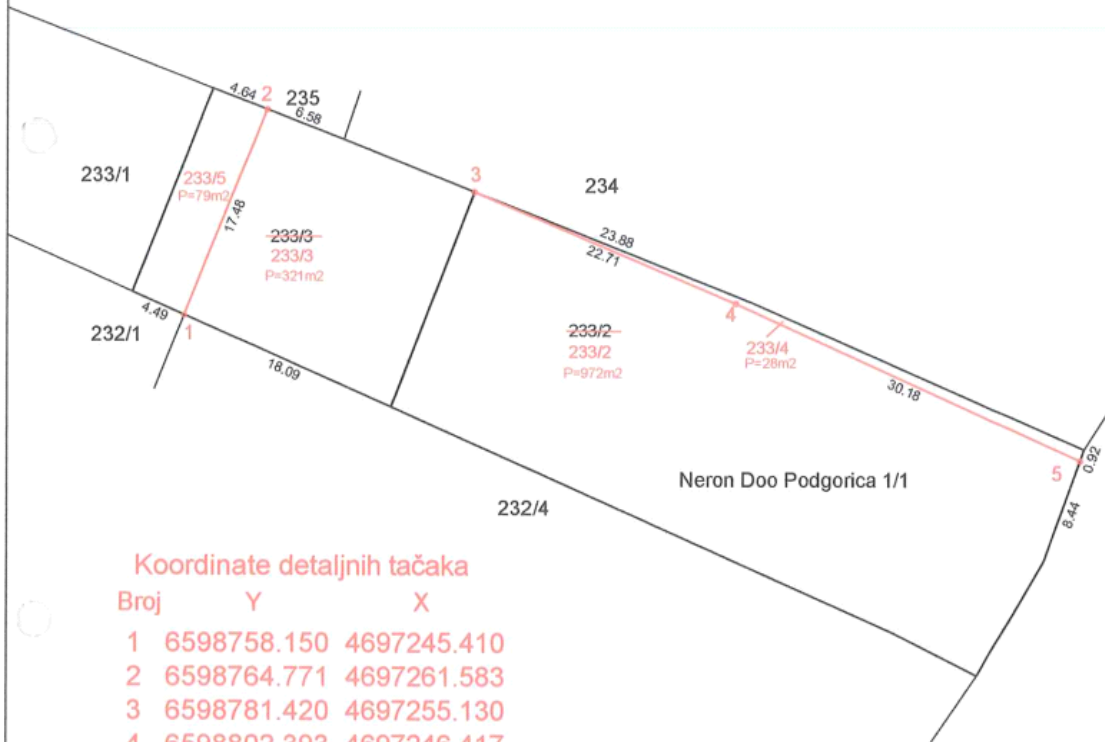 4.64
2
235
6.58
233/1
233/5
P=79m2
17.48
233/3
233/3
P=321m2
3
234
23.88
22.71
4.49
1
232/1
18.09
233/2
233/2
P=972m2
4
233/4
P=28m2
30.18
5
0.92
8.44
Neron Doo Podgorica 1/1
232/4
Koordinate detaljnih tačaka
Broj Y X
1 6598758.150 4697245.410
2 6598764.771 4697261.583
3 6598781.420 4697255.130